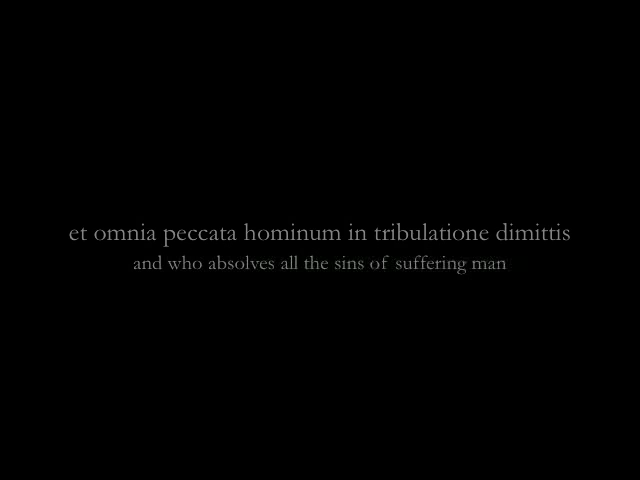 et omnia peccata hominum in tribulatione dimittis
and who absolves all the sins of suffering man